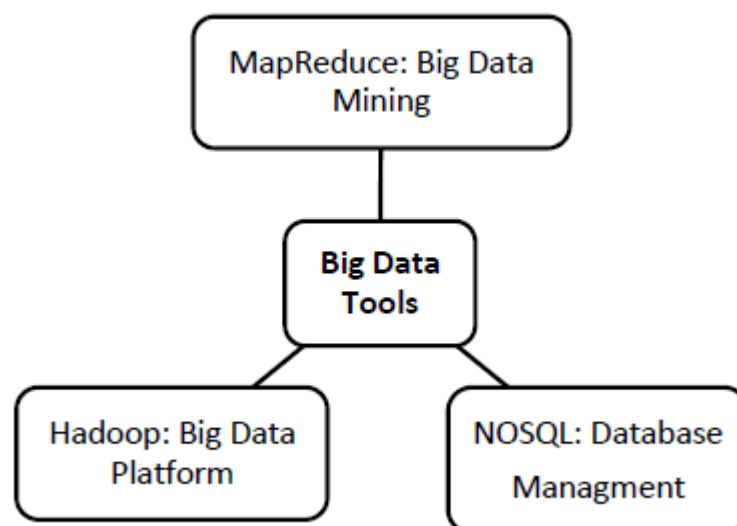 MapReduce: Big Data
Mining
Big Data
Tools
Hadoop: Big Data
Platform
NOSQL: Database
Managment